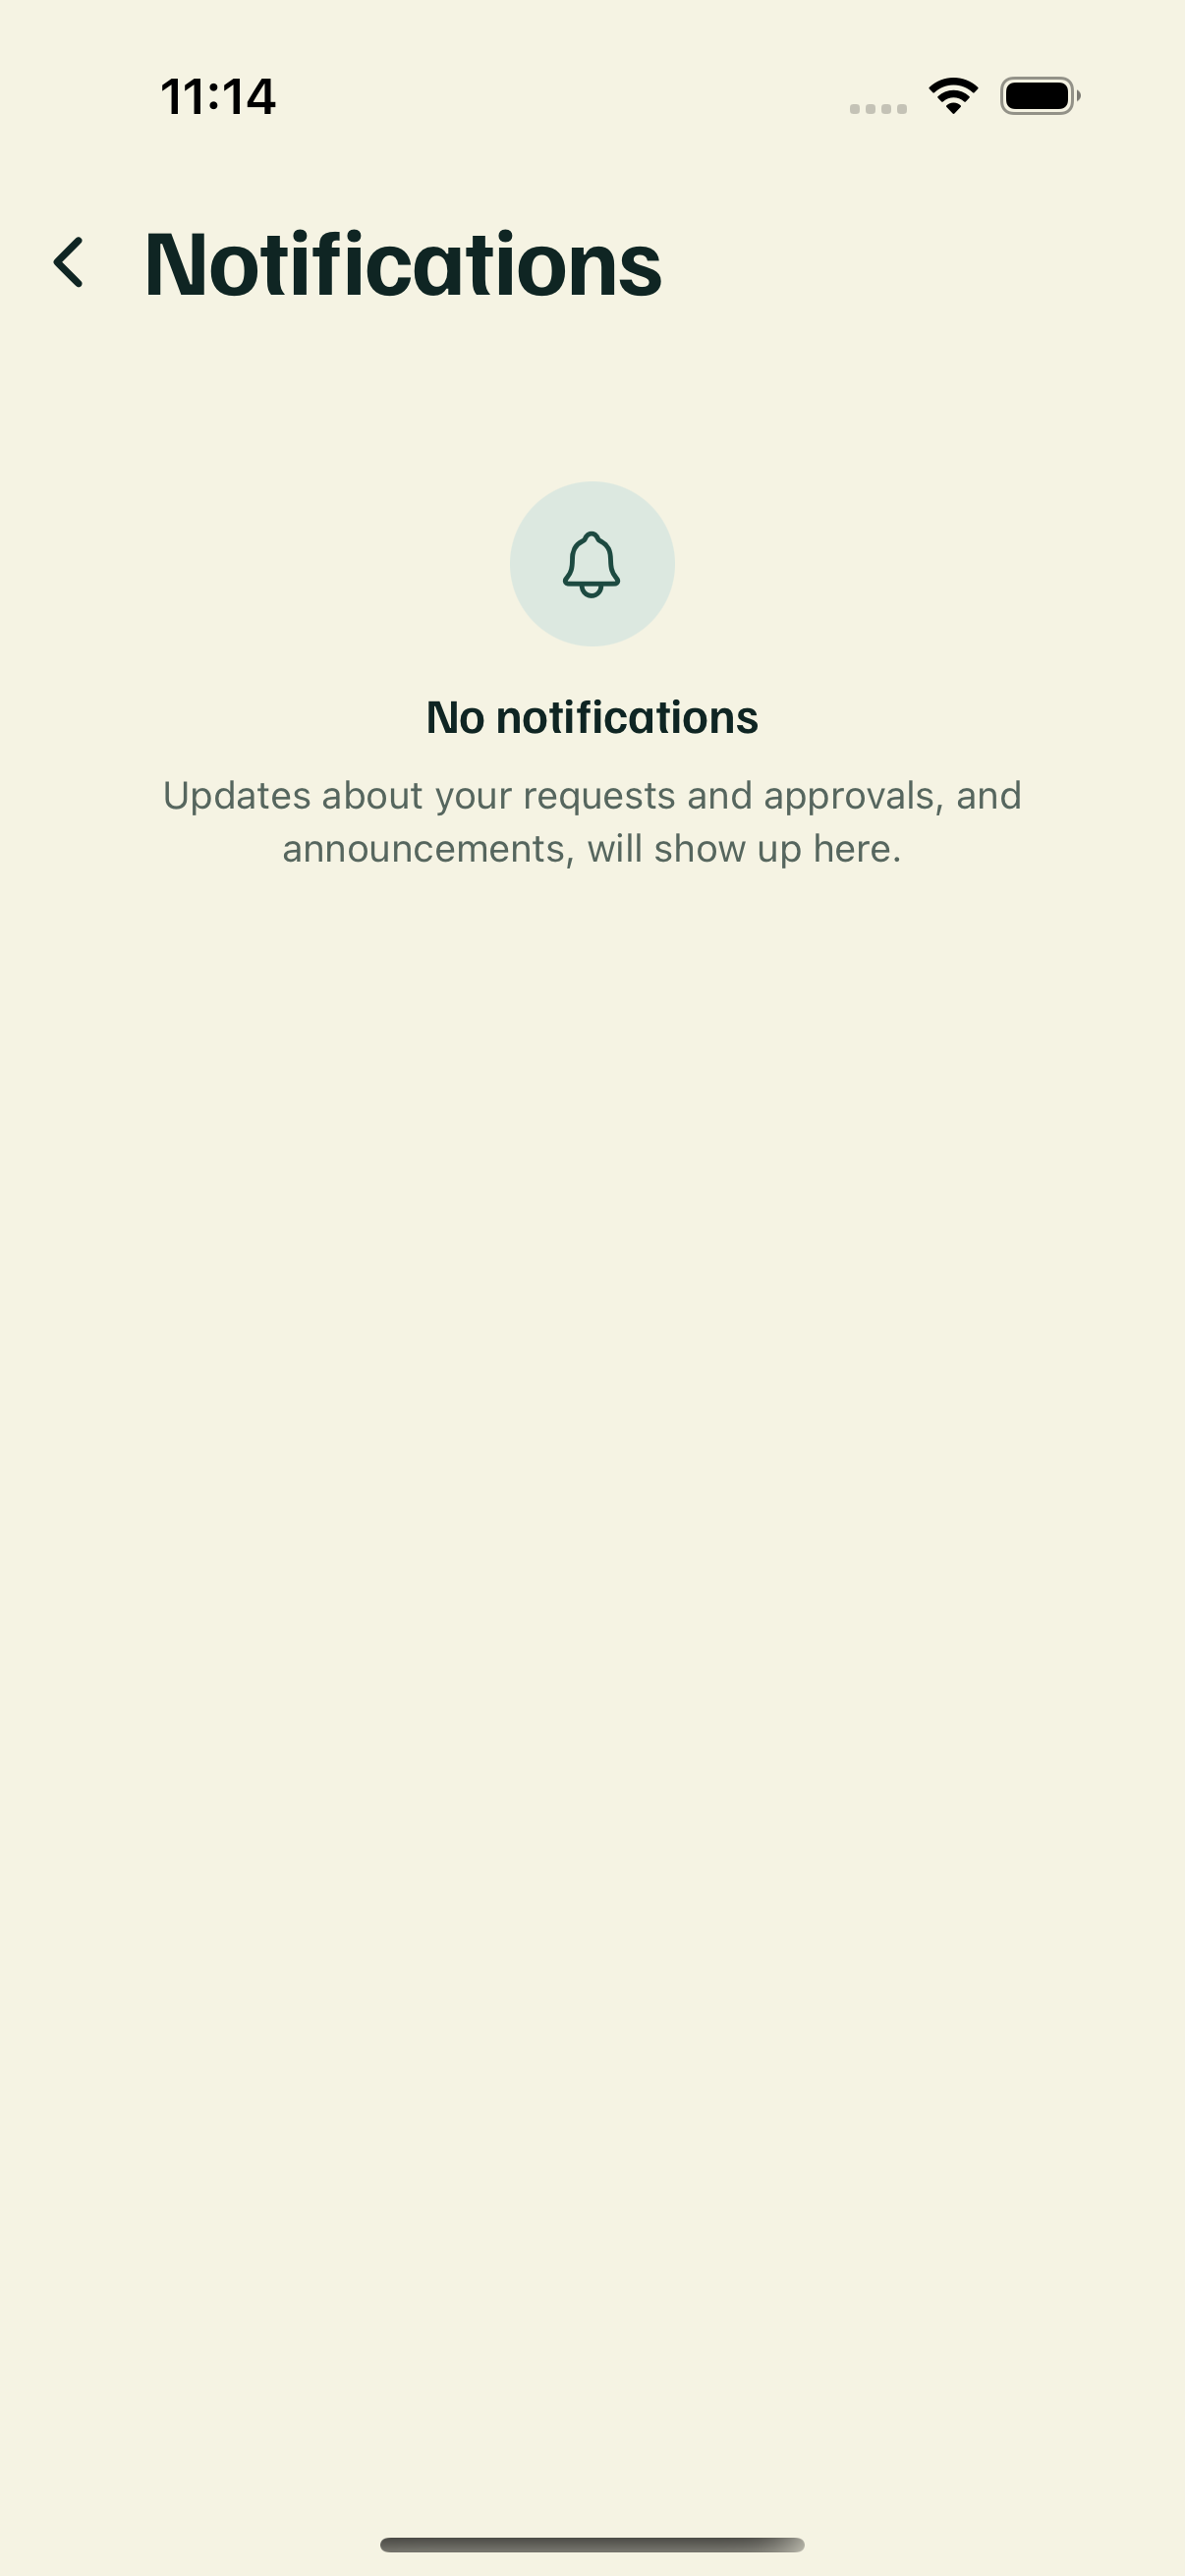 11:14
Notifications
No notifications
Updates about your requests and approvals, and
announcements, will show up here.